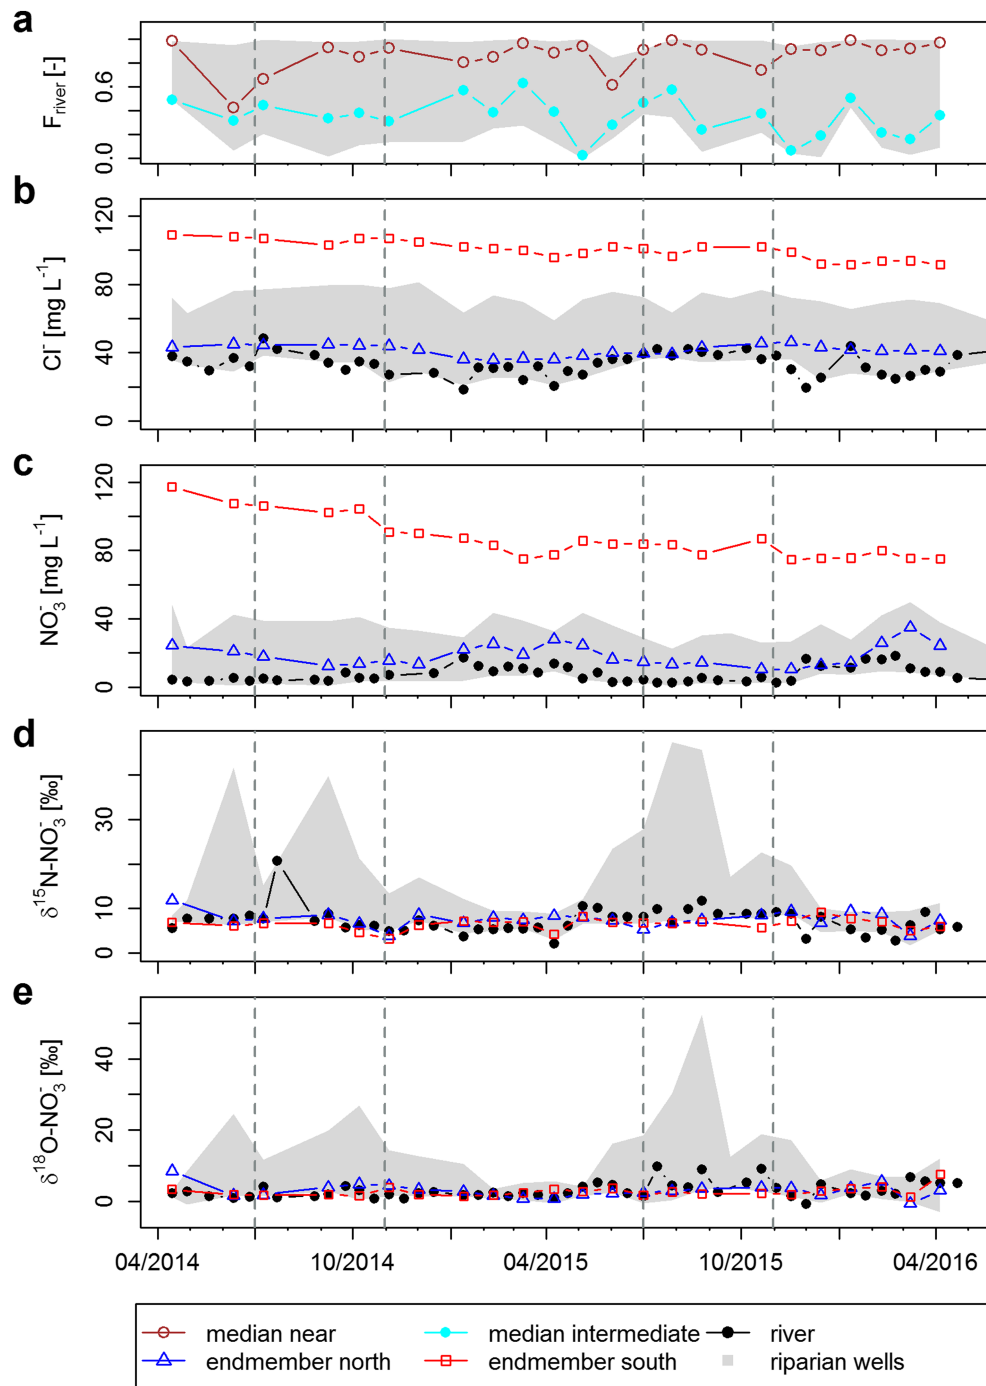 a
F_river [-]
0.0
0.6
b
Cl⁻ [mg L⁻¹]
0
40
80
120
c
NO₃⁻ [mg L⁻¹]
0
40
80
120
d
δ¹⁵N-NO₃⁻ [‰]
0
10
30
e
δ¹⁸O-NO₃⁻ [‰]
0
20
40
04/2014 10/2014 04/2015 10/2015 04/2016
median near median intermediate river
endmember north endmember south riparian wells